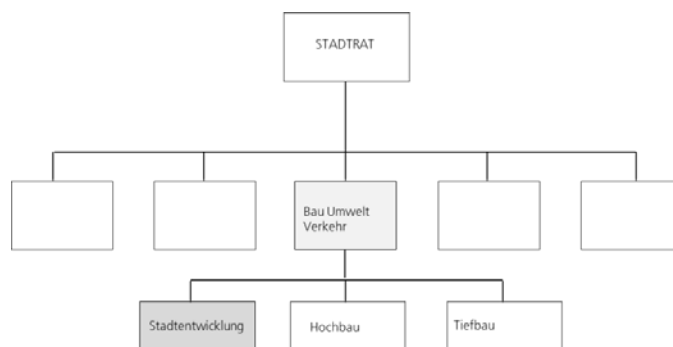 STADTRAT
Bau Umwelt
Verkehr
Stadtentwicklung
Hochbau
Tiefbau